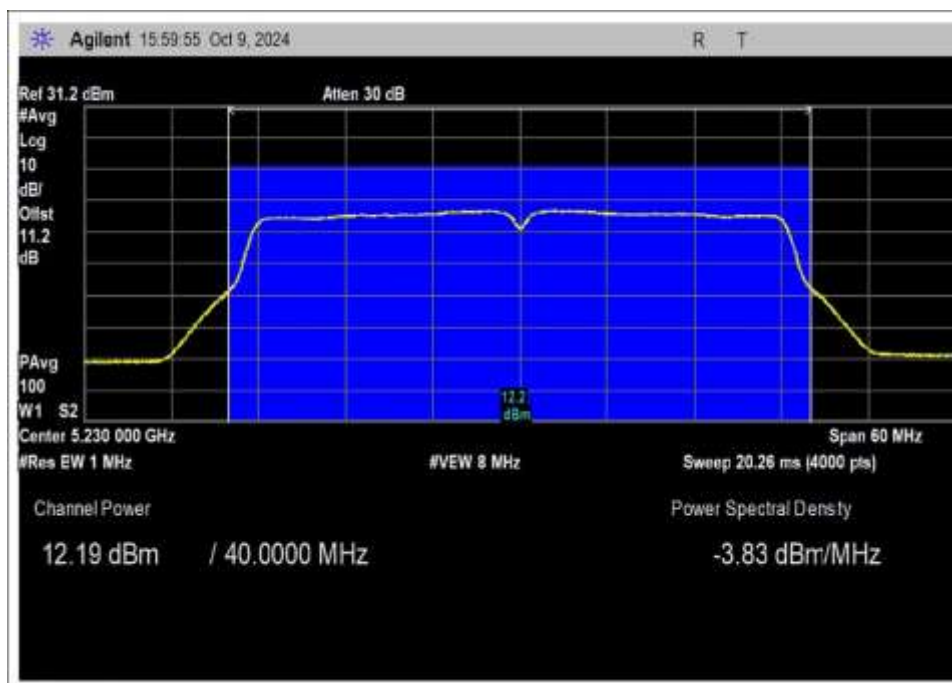 Agilent 15:59:55 Oct 9, 2024
R T
Ref 31.2 dBm
Atten 30 dB
#Avg
Log
10
dB/
Offst
11.2
dB
PAvg
100
W1 S2
12.2
dBm
Center 5.230 000 GHz
Span 60 MHz
#Res BW 1 MHz
#VBW 8 MHz
Sweep 20.26 ms (4000 pts)
Channel Power
Power Spectral Density
12.19 dBm / 40.0000 MHz
-3.83 dBm/MHz